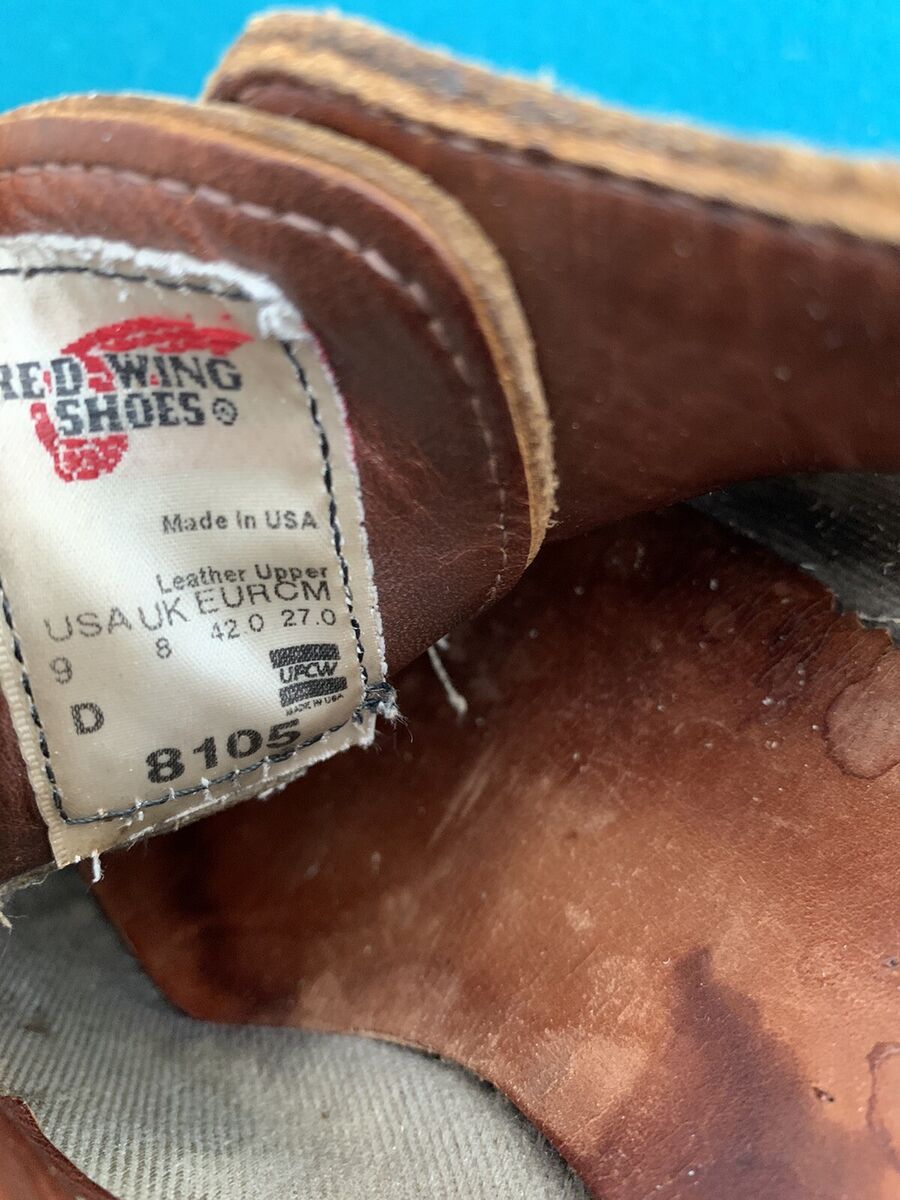 RED WING
SHOES®
Made in USA
Leather Upper
USA UK EUR CM
9 8 42.0 27.0
D
UFCW
MADE IN USA
8105